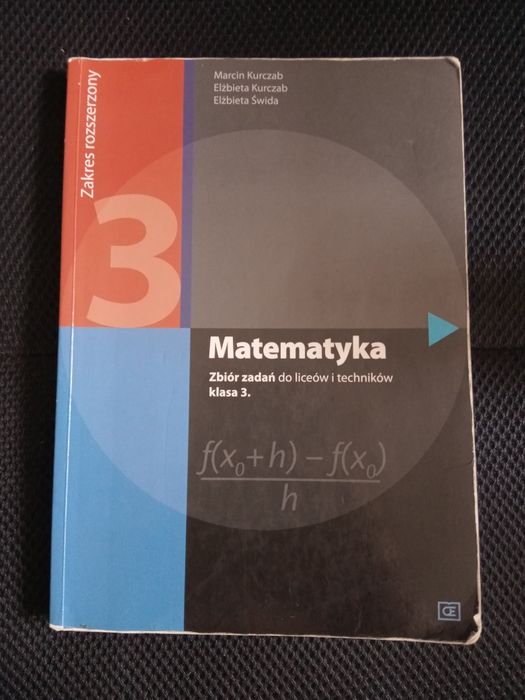 Marcin Kurczab
Elżbieta Kurczab
Elżbieta Świda
Zakres rozszerzony
3
Matematyka
Zbiór zadań do liceów i techników
klasa 3.
f(x₀+h) – f(x₀)
h
OE